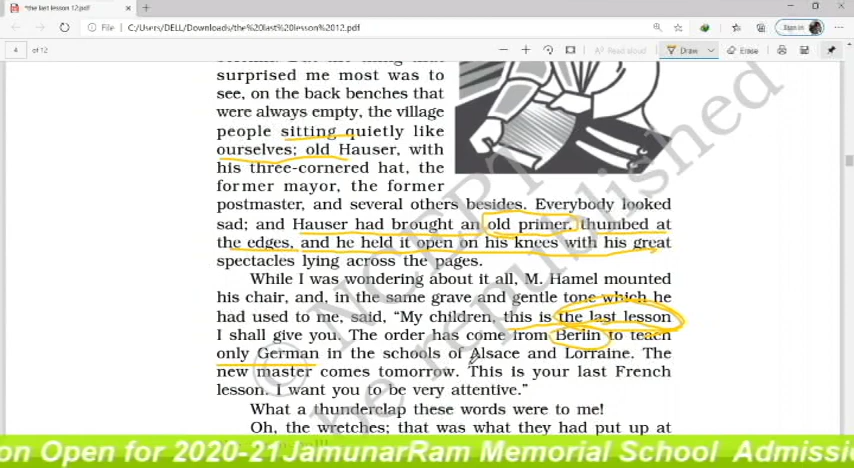 *the last lesson 12.pdf
File | C:/Users/DELL/Downloads/the%20last%20lesson%2012.pdf
Sign in
4 of 12
Read aloud
Draw
Erase
surprised me most was to
see, on the back benches that
were always empty, the village
people sitting quietly like
ourselves; old Hauser, with
his three-cornered hat, the
former mayor, the former
postmaster, and several others besides. Everybody looked
sad; and Hauser had brought an old primer, thumbed at
the edges, and he held it open on his knees with his great
spectacles lying across the pages.
While I was wondering about it all, M. Hamel mounted
his chair, and, in the same grave and gentle tone which he
had used to me, said, “My children, this is the last lesson
I shall give you. The order has come from Berlin to teach
only German in the schools of Alsace and Lorraine. The
new master comes tomorrow. This is your last French
lesson. I want you to be very attentive.”
What a thunderclap these words were to me!
Oh, the wretches; that was what they had put up at
© NCERT
be republished
on Open for 2020-21JamunarRam Memorial School Admissio